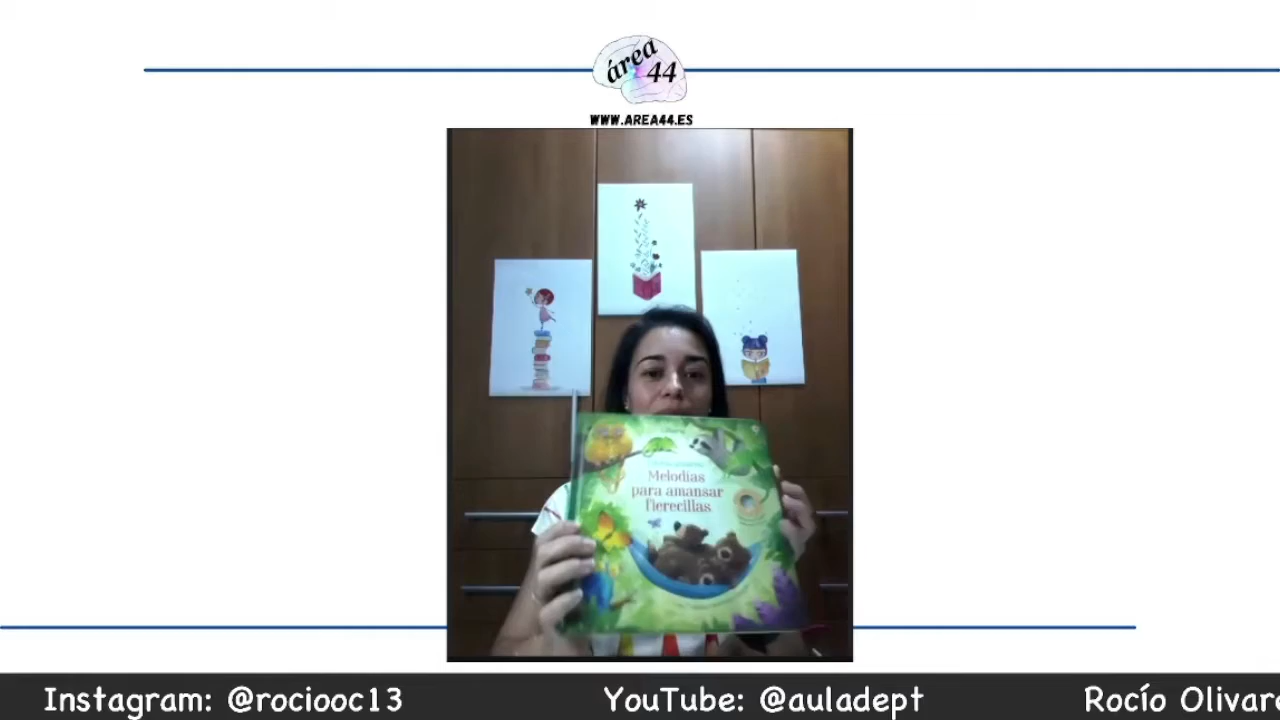 área
44
WWW.AREA44.ES
Melodías
para amansar
fierecillas
Instagram: @rociooc13 YouTube: @auladept Rocío Olivar